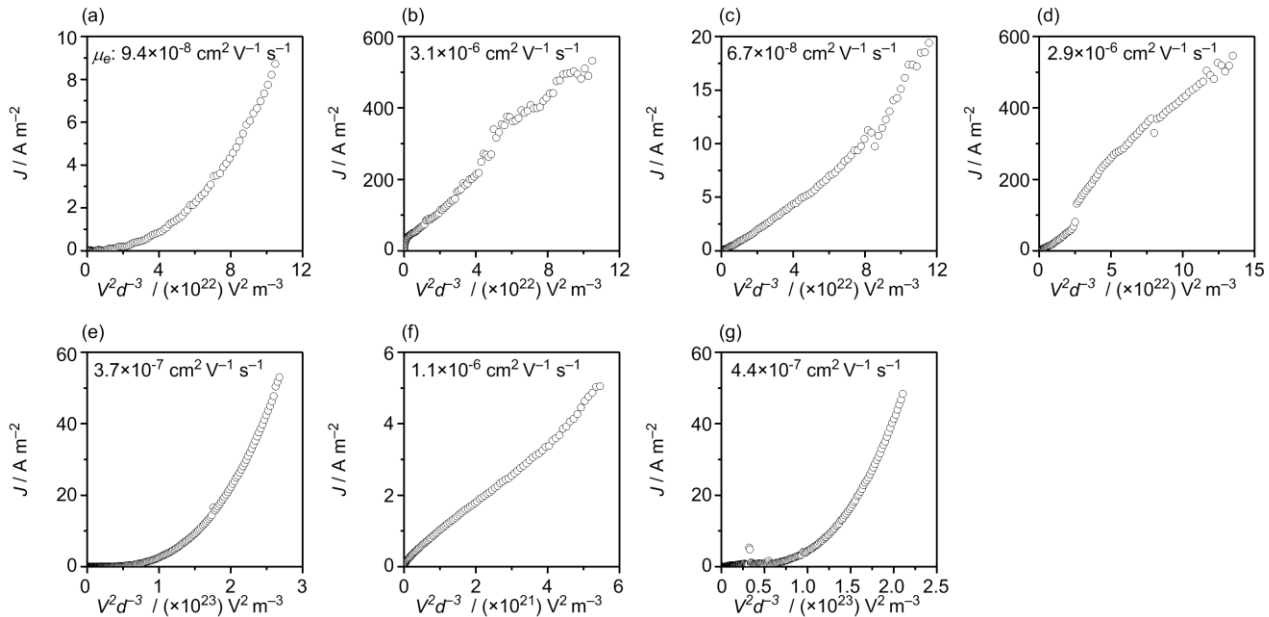 (a)
μe: 9.4×10-8 cm2 V–1 s–1
J / A m–2
10
8
6
4
2
0
0 4 8 12
V2d-3 / (×1022) V2 m–3
(b)
3.1×10-6 cm2 V–1 s–1
J / A m–2
600
400
200
0
0 4 8 12
V2d-3 / (×1022) V2 m–3
(c)
6.7×10-8 cm2 V–1 s–1
J / A m–2
20
15
10
5
0
0 4 8 12
V2d-3 / (×1022) V2 m–3
(d)
2.9×10-6 cm2 V–1 s–1
J / A m–2
600
400
200
0
0 5 10 15
V2d-3 / (×1022) V2 m–3
(e)
3.7×10-7 cm2 V–1 s–1
J / A m–2
60
40
20
0
0 1 2 3
V2d-3 / (×1023) V2 m–3
(f)
1.1×10-6 cm2 V–1 s–1
J / A m–2
6
4
2
0
0 2 4 6
V2d-3 / (×1021) V2 m–3
(g)
4.4×10-7 cm2 V–1 s–1
J / A m–2
60
40
20
0
0 0.5 1.0 1.5 2.0 2.5
V2d-3 / (×1023) V2 m–3